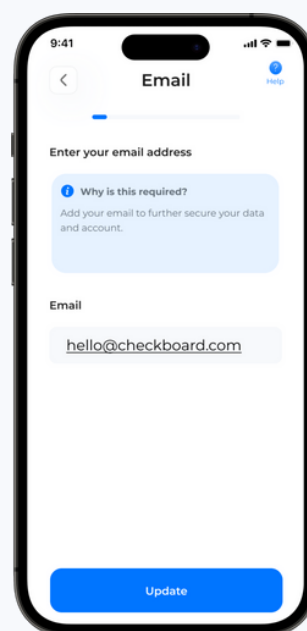 9:41
Email
Help
Enter your email address
Why is this required?
Add your email to further secure your data
and account.
Email
hello@checkboard.com
Update